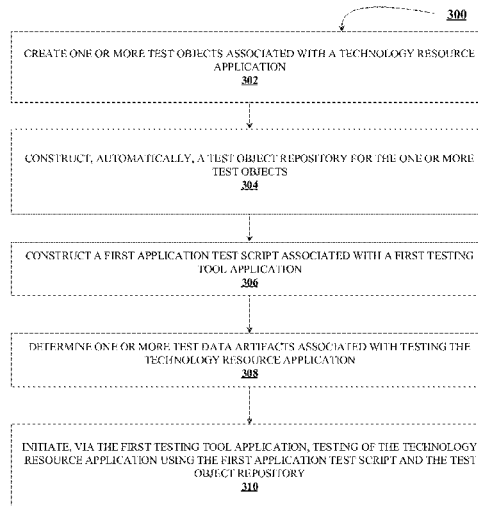 300
CREATE ONE OR MORE TEST OBJECTS ASSOCIATED WITH A TECHNOLOGY RESOURCE
APPLICATION
302
CONSTRUCT, AUTOMATICALLY, A TEST OBJECT REPOSITORY FOR THE ONE OR MORE
TEST OBJECTS
304
CONSTRUCT A FIRST APPLICATION TEST SCRIPT ASSOCIATED WITH A FIRST TESTING
TOOL APPLICATION
306
DETERMINE ONE OR MORE TEST DATA ARTIFACTS ASSOCIATED WITH TESTING THE
TECHNOLOGY RESOURCE APPLICATION
308
INITIATE, VIA THE FIRST TESTING TOOL APPLICATION, TESTING OF THE TECHNOLOGY
RESOURCE APPLICATION USING THE FIRST APPLICATION TEST SCRIPT AND THE TEST
OBJECT REPOSITORY
310